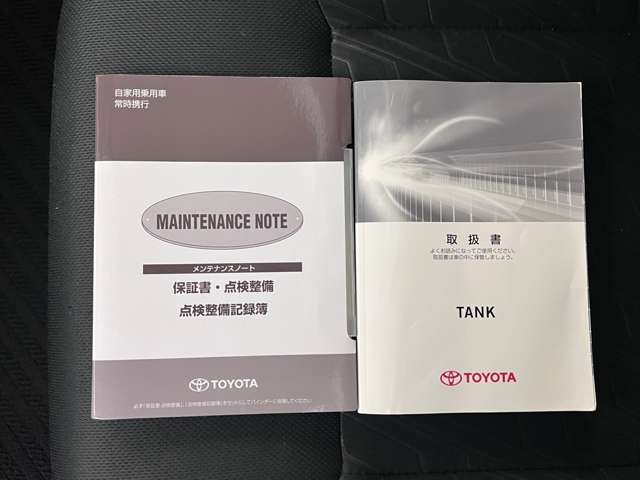 自家用乗用車
常時携行
MAINTENANCE NOTE
メンテナンスノート
保証書・点検整備
点検整備記録簿
TOYOTA
取扱書
よくお読みになってご使用ください。
取扱書は車の中に保管しましょう。
TANK
TOYOTA